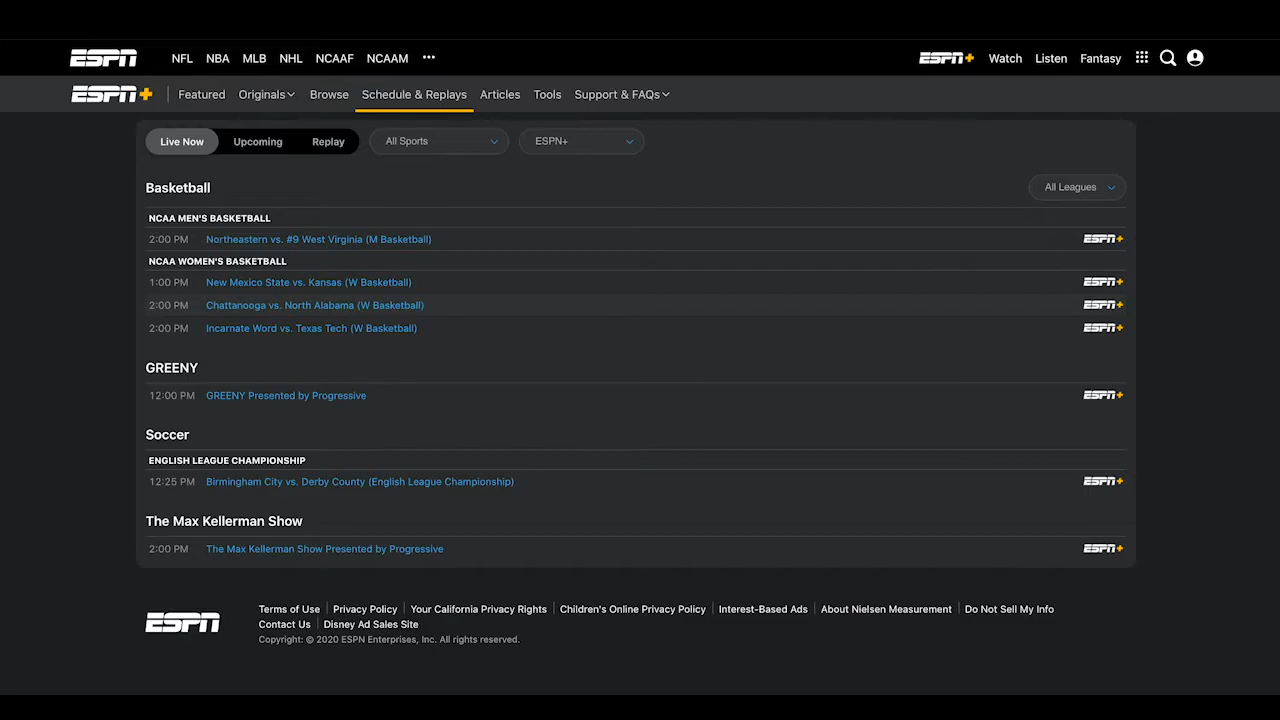 ESPN NFL NBA MLB NHL NCAAF NCAAM ••• ESPN+ Watch Listen Fantasy
ESPN+ Featured Originals Browse Schedule & Replays Articles Tools Support & FAQs
Live Now Upcoming Replay All Sports ESPN+
Basketball All Leagues
NCAA MEN'S BASKETBALL
2:00 PM Northeastern vs. #9 West Virginia (M Basketball) ESPN+
NCAA WOMEN'S BASKETBALL
1:00 PM New Mexico State vs. Kansas (W Basketball) ESPN+
2:00 PM Chattanooga vs. North Alabama (W Basketball) ESPN+
2:00 PM Incarnate Word vs. Texas Tech (W Basketball) ESPN+
GREENY
12:00 PM GREENY Presented by Progressive ESPN+
Soccer
ENGLISH LEAGUE CHAMPIONSHIP
12:25 PM Birmingham City vs. Derby County (English League Championship) ESPN+
The Max Kellerman Show
2:00 PM The Max Kellerman Show Presented by Progressive ESPN+
ESPN Terms of Use Privacy Policy Your California Privacy Rights Children's Online Privacy Policy Interest-Based Ads About Nielsen Measurement Do Not Sell My Info
Contact Us Disney Ad Sales Site
Copyright: © 2020 ESPN Enterprises, Inc. All rights reserved.